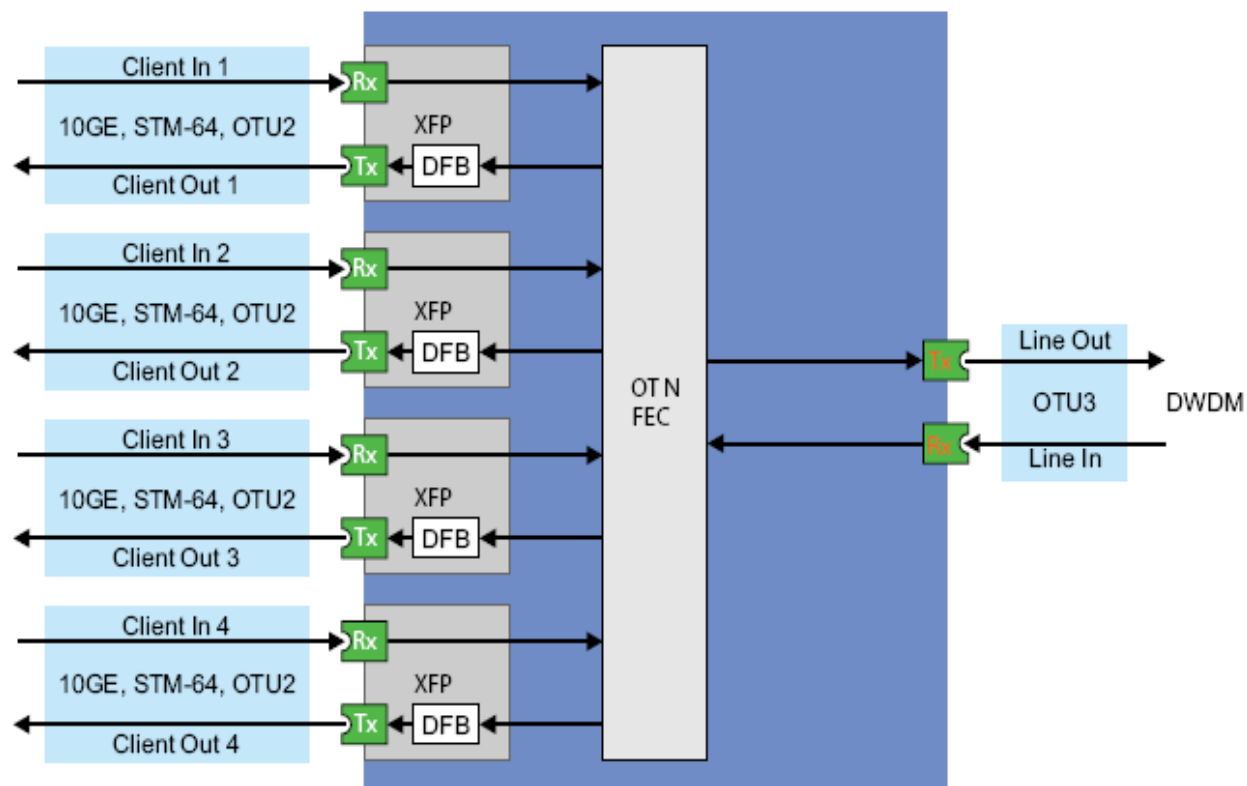 Client In 1
Rx
10GE, STM-64, OTU2
XFP
Tx
DFB
Client Out 1
Client In 2
Rx
10GE, STM-64, OTU2
XFP
Tx
DFB
Client Out 2
Client In 3
Rx
10GE, STM-64, OTU2
XFP
Tx
DFB
Client Out 3
Client In 4
Rx
10GE, STM-64, OTU2
XFP
Tx
DFB
Client Out 4
OT N
FEC
Tx
Line Out
OTU3
DWDM
Rx
Line In